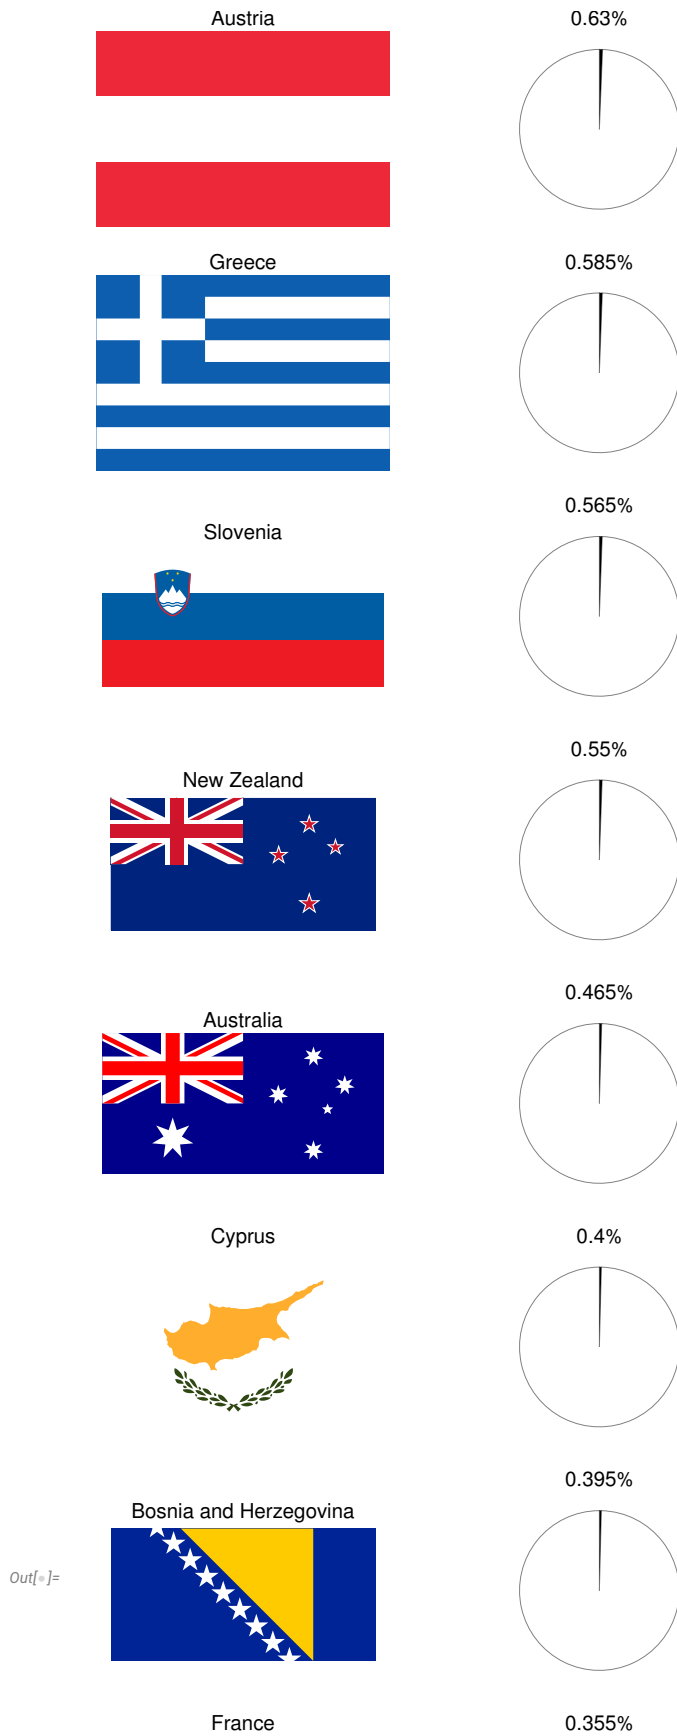 Austria
0.63%
Greece
0.585%
Slovenia
0.565%
New Zealand
0.55%
Australia
0.465%
Cyprus
0.4%
Bosnia and Herzegovina
0.395%
Out[•]=
France
0.355%